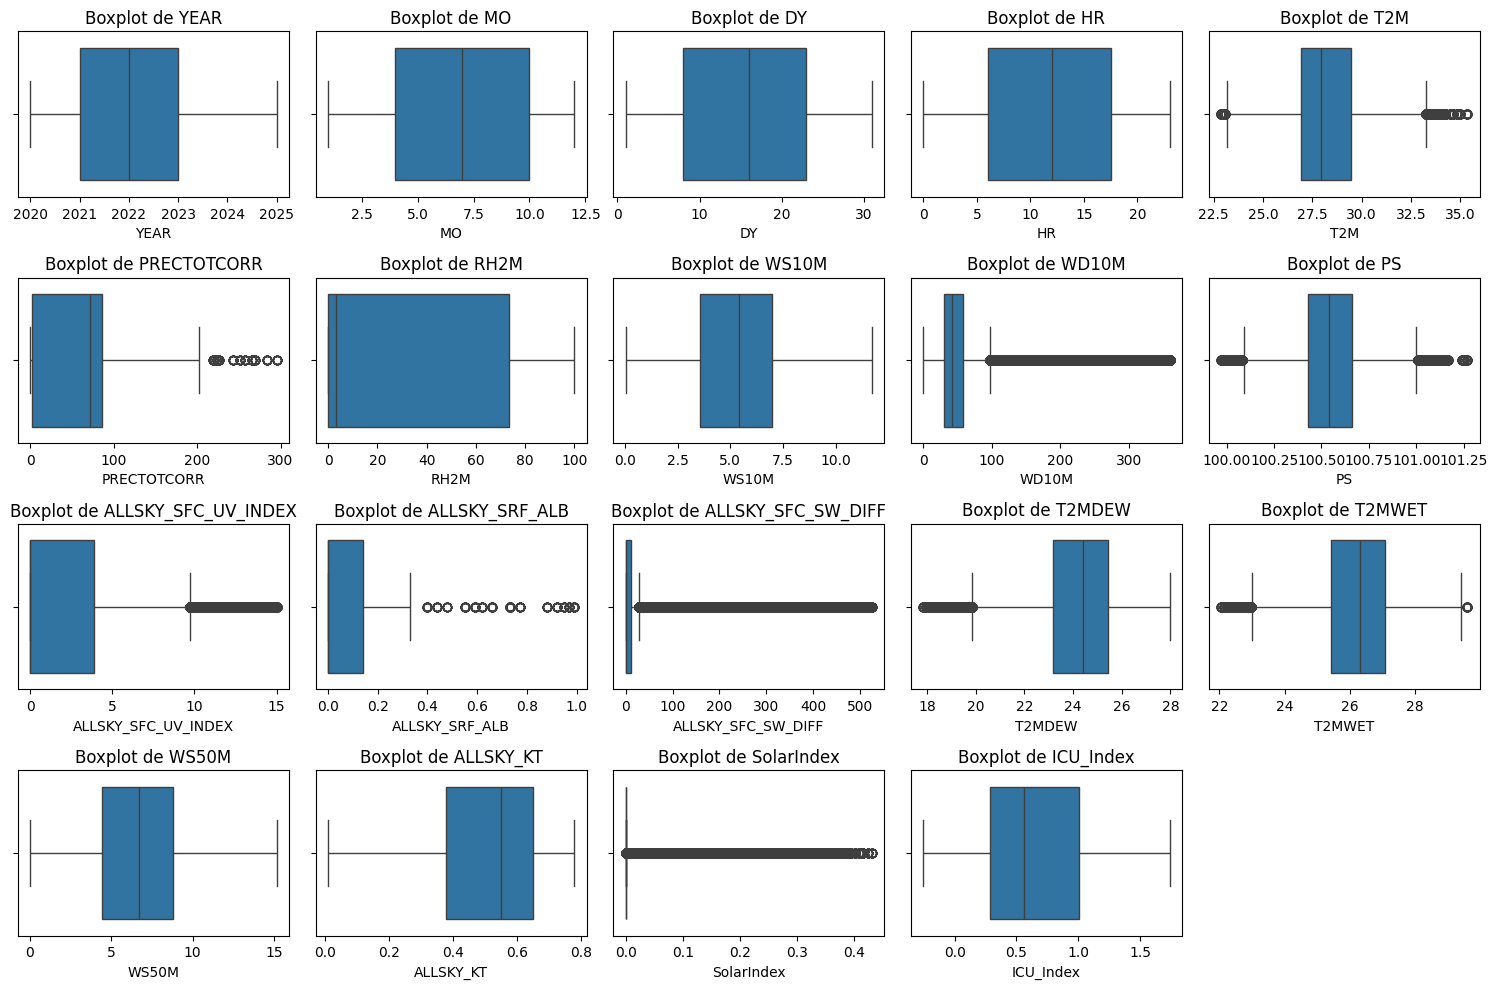 Boxplot de YEAR
2020 2021 2022 2023 2024 2025
YEAR
Boxplot de MO
2.5 5.0 7.5 10.0 12.5
MO
Boxplot de DY
0 10 20 30
DY
Boxplot de HR
0 5 10 15 20
HR
Boxplot de T2M
22.5 25.0 27.5 30.0 32.5 35.0
T2M
Boxplot de PRECTOTCORR
0 100 200 300
PRECTOTCORR
Boxplot de RH2M
0 20 40 60 80 100
RH2M
Boxplot de WS10M
0.0 2.5 5.0 7.5 10.0
WS10M
Boxplot de WD10M
0 100 200 300
WD10M
Boxplot de PS
100.00 100.25 100.50 100.75 101.00 101.25
PS
Boxplot de ALLSKY_SFC_UV_INDEX
0 5 10 15
ALLSKY_SFC_UV_INDEX
Boxplot de ALLSKY_SRF_ALB
0.0 0.2 0.4 0.6 0.8 1.0
ALLSKY_SRF_ALB
Boxplot de ALLSKY_SFC_SW_DIFF
0 100 200 300 400 500
ALLSKY_SFC_SW_DIFF
Boxplot de T2MDEW
18 20 22 24 26 28
T2MDEW
Boxplot de T2MWET
22 24 26 28
T2MWET
Boxplot de WS50M
0 5 10 15
WS50M
Boxplot de ALLSKY_KT
0.0 0.2 0.4 0.6 0.8
ALLSKY_KT
Boxplot de SolarIndex
0.0 0.1 0.2 0.3 0.4
SolarIndex
Boxplot de ICU_Index
0.0 0.5 1.0 1.5
ICU_Index